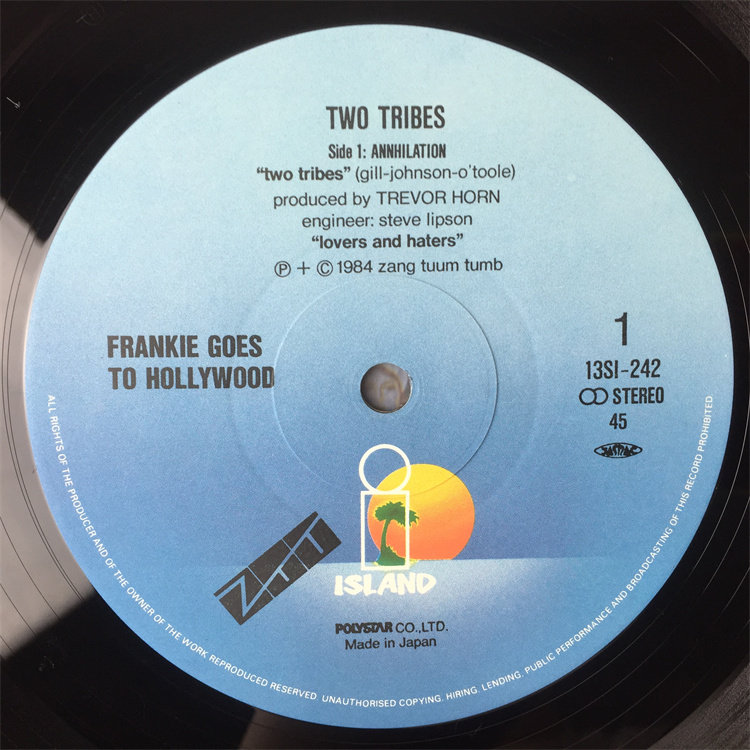 TWO TRIBES
Side 1: ANNHILATION
“two tribes” (gill-johnson-o'toole)
produced by TREVOR HORN
engineer: steve lipson
“lovers and haters”
Ⓟ + © 1984 zang tuum tumb
FRANKIE GOES
TO HOLLYWOOD
1
13SI-242
STEREO
45
JASRAC
ZTT
i
ISLAND
POLYSTAR CO.,LTD.
Made in Japan
ALL RIGHTS OF THE PRODUCER AND OF THE OWNER OF THE WORK REPRODUCED RESERVED. UNAUTHORISED COPYING. HIRING. LENDING. PUBLIC PERFORMANCE AND BROADCASTING OF THIS RECORD PROHIBITED.